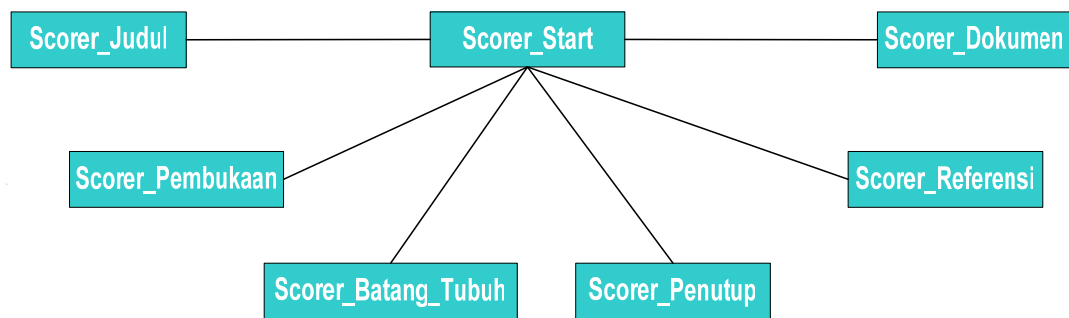 Scorer_Judul
Scorer_Start
Scorer_Dokumen
Scorer_Pembukaan
Scorer_Referensi
Scorer_Batang_Tubuh
Scorer_Penutup